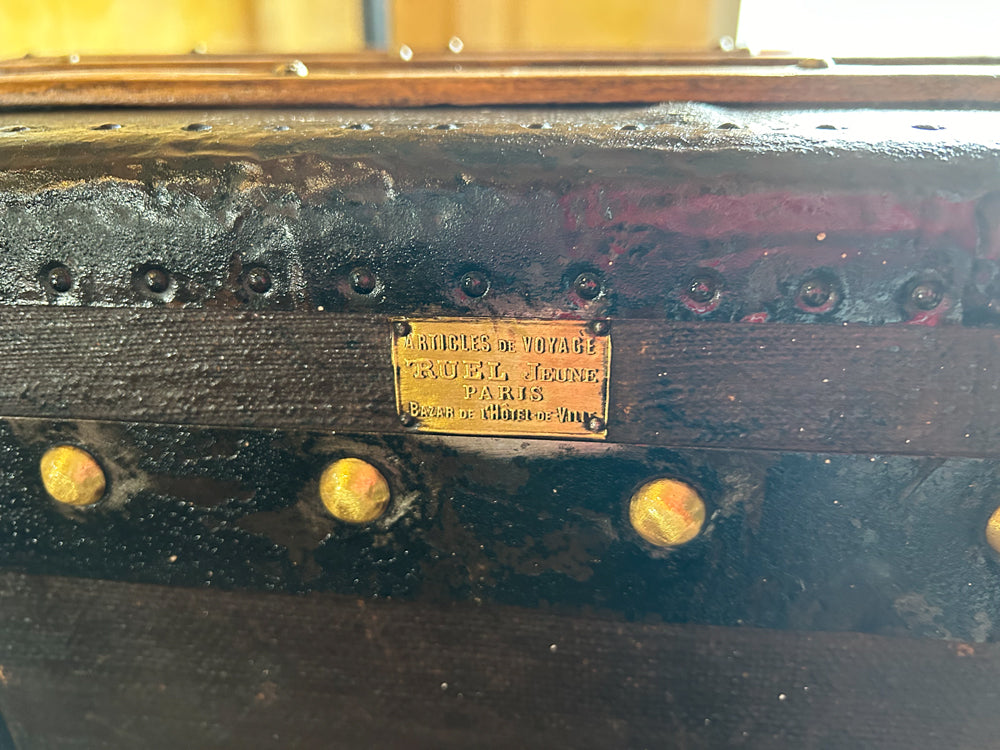 ARTICLES DE VOYAGE
RUEL JEUNE
PARIS
BAZAR DE L'HÔTEL-DE-VILLE